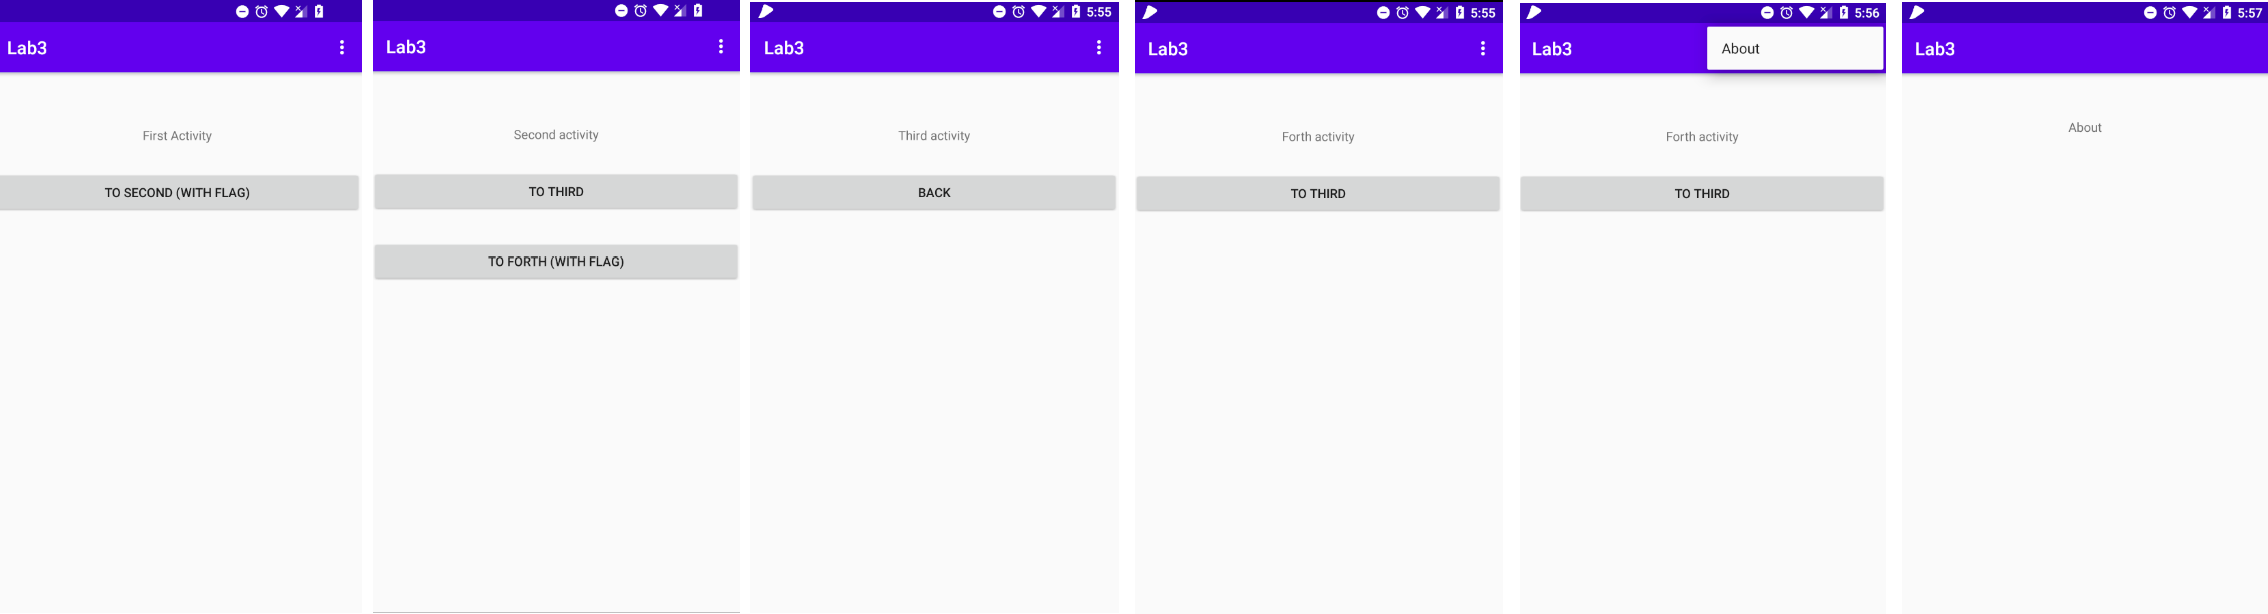 Lab3
First Activity
TO SECOND (WITH FLAG)
Lab3
Second activity
TO THIRD
TO FORTH (WITH FLAG)
5:55
Lab3
Third activity
BACK
5:55
Lab3
Forth activity
TO THIRD
5:56
Lab3
About
Forth activity
TO THIRD
5:57
Lab3
About